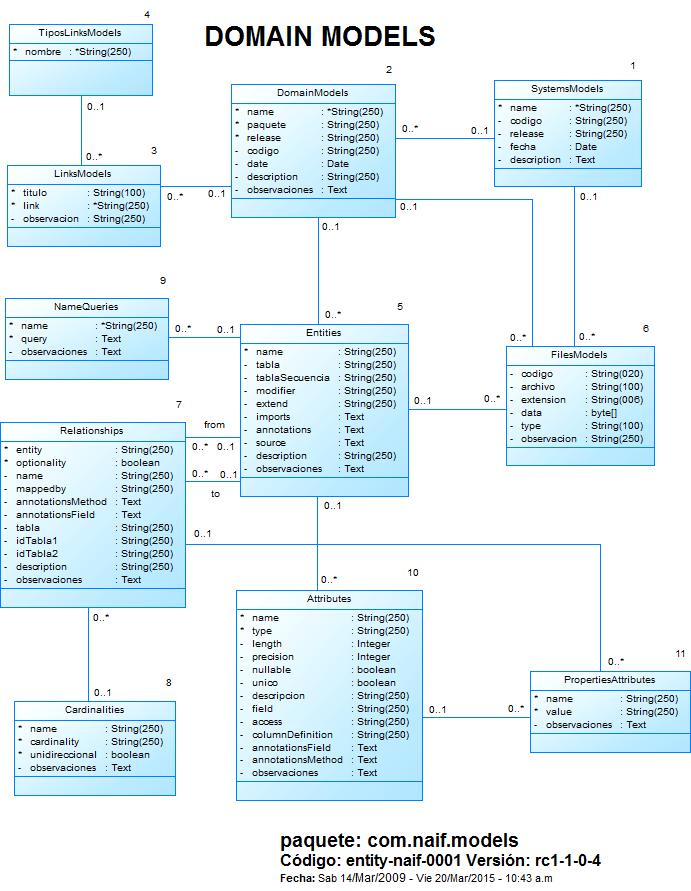 DOMAIN MODELS
4
TiposLinksModels
* nombre : *String(250)
0..1
0..*
3
LinksModels
* titulo : String(100)
* link : *String(250)
- observacion : String(250)
0..*
0..1
2
DomainModels
* name : *String(250)
* paquete : String(250)
* release : String(250)
- codigo : String(250)
- date : Date
- description : String(250)
- observaciones : Text
0..*
0..1
1
SystemsModels
* name : *String(250)
- codigo : String(250)
- release : String(250)
- fecha : Date
- description : Text
0..1
0..1
0..1
0..*
0..*
0..*
9
NameQueries
* name : *String(250)
* query : Text
- observaciones : Text
0..*
0..1
5
Entities
* name : String(250)
- tabla : String(250)
- tablaSecuencia : String(250)
- modifier : String(250)
- extend : String(250)
- imports : Text
- annotations : Text
- source : Text
- description : String(250)
- observaciones : Text
0..1
0..*
6
FilesModels
- codigo : String(020)
- archivo : String(100)
- extension : String(006)
- data : byte[]
- type : String(100)
- observacion : String(250)
7
Relationships
* entity : String(250)
* optionality : boolean
- name : String(250)
- mappedby : String(250)
- annotationsMethod : Text
- annotationsField : Text
- tabla : String(250)
- idTabla1 : String(250)
- idTabla2 : String(250)
- description : String(250)
- observaciones : Text
from
0..* 0..1
0..* 0..1
to
0..1
0..1
0..*
0..*
0..1
0..*
8
Cardinalities
* name : String(250)
* cardinality : String(250)
* unidireccional : boolean
- observaciones : Text
10
Attributes
* name : String(250)
* type : String(250)
- length : Integer
- precision : Integer
- nullable : boolean
- unico : boolean
- descripcion : String(250)
- field : String(250)
- access : String(250)
- columnDefinition : String(250)
- annotationsField : Text
- annotationsMethod : Text
- observaciones : Text
0..1
0..*
11
PropertiesAttributes
* name : String(250)
* value : String(250)
- observaciones : Text
paquete: com.naif.models
Código: entity-naif-0001 Versión: rc1-1-0-4
Fecha: Sab 14/Mar/2009 - Vie 20/Mar/2015 - 10:43 a.m